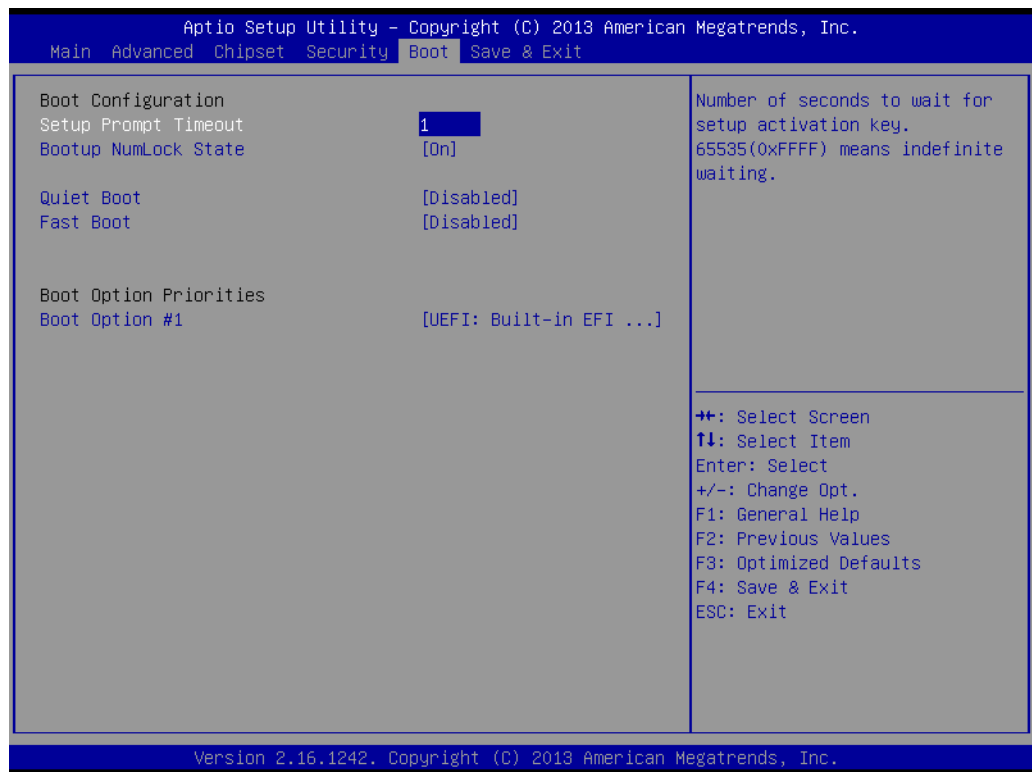 Aptio Setup Utility – Copyright (C) 2013 American Megatrends, Inc.
Main Advanced Chipset Security Boot Save & Exit
Boot Configuration
Setup Prompt Timeout 1
Bootup NumLock State [On]
Quiet Boot [Disabled]
Fast Boot [Disabled]
Boot Option Priorities
Boot Option #1 [UEFI: Built-in EFI ...]
Number of seconds to wait for
setup activation key.
65535(0xFFFF) means indefinite
waiting.
→←: Select Screen
↑↓: Select Item
Enter: Select
+/-: Change Opt.
F1: General Help
F2: Previous Values
F3: Optimized Defaults
F4: Save & Exit
ESC: Exit
Version 2.16.1242. Copyright (C) 2013 American Megatrends, Inc.